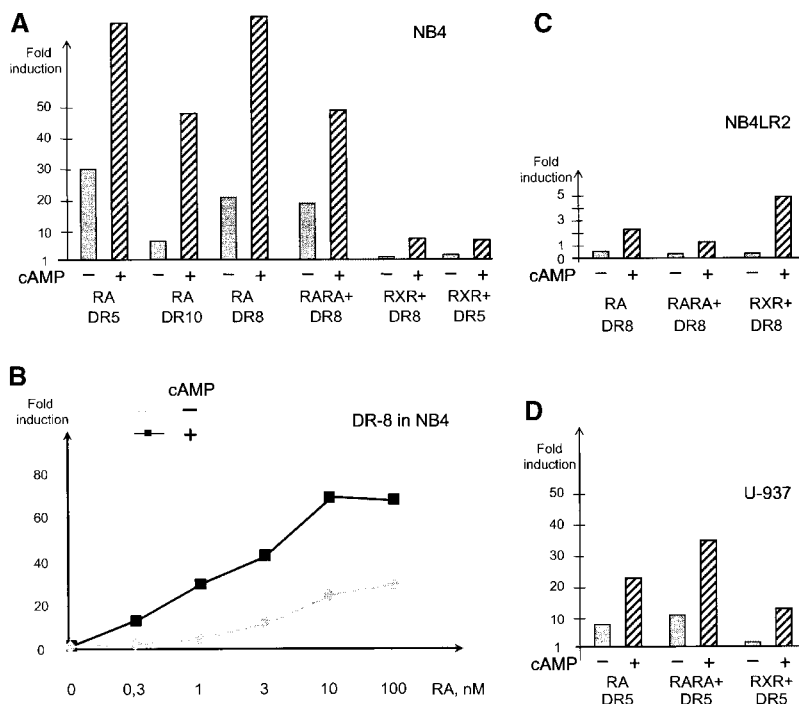 A
NB4
Fold
induction
50
40
30
20
10
1
cAMP − + − + − + − + − + − +
RA RA RA RARA+ RXR+ RXR+
DR5 DR10 DR8 DR8 DR8 DR5
C
NB4LR2
Fold
induction
5
3
1
0
cAMP − + − + − +
RA RARA+ RXR+
DR8 DR8 DR8
B
cAMP
−
+
Fold
induction
DR-8 in NB4
80
60
40
20
0
0 0,3 1 3 10 100 RA, nM
D
Fold
induction
U-937
50
40
30
20
10
1
cAMP − + − + − +
RA RARA+ RXR+
DR5 DR5 DR5